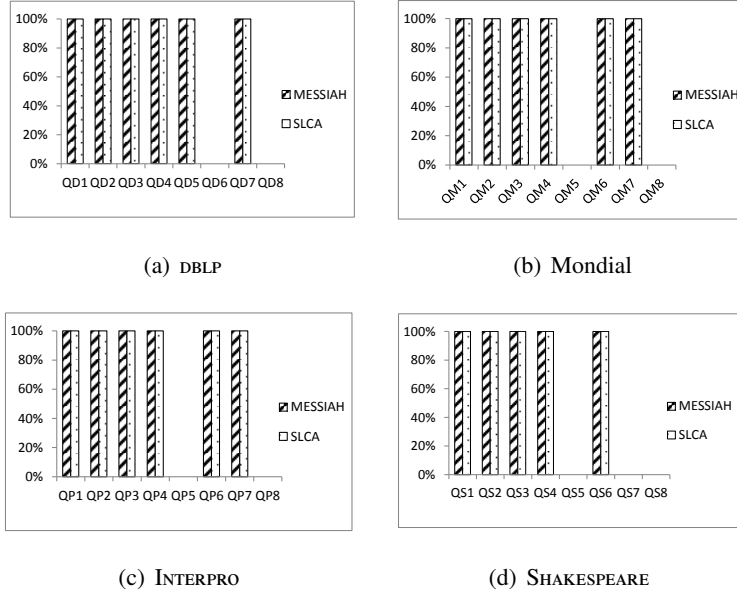 100%
80%
60%
40%
20%
0%
QD1 QD2 QD3 QD4 QD5 QD6 QD7 QD8
MESSIAH
SLCA
(a) DBLP
100%
80%
60%
40%
20%
0%
QM1 QM2 QM3 QM4 QM5 QM6 QM7 QM8
MESSIAH
SLCA
(b) Mondial
100%
80%
60%
40%
20%
0%
QP1 QP2 QP3 QP4 QP5 QP6 QP7 QP8
MESSIAH
SLCA
(c) INTERPRO
100%
80%
60%
40%
20%
0%
QS1 QS2 QS3 QS4 QS5 QS6 QS7 QS8
MESSIAH
SLCA
(d) SHAKESPEARE